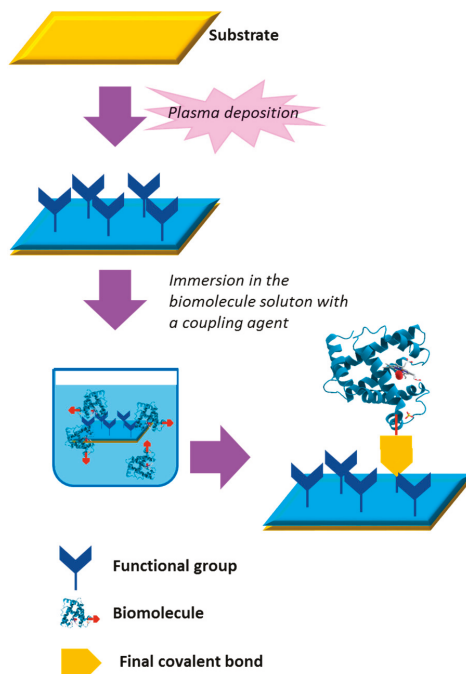 Substrate
Plasma deposition
Immersion in the
biomolecule soluton with
a coupling agent
Functional group
Biomolecule
Final covalent bond